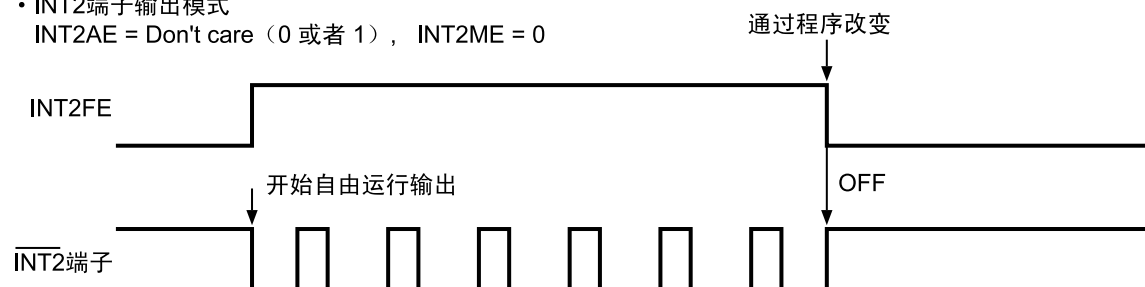 ・INT2端子输出模式
INT2AE = Don't care（0 或者 1）, INT2ME = 0
通过程序改变
INT2FE
开始自由运行输出
OFF
INT2端子